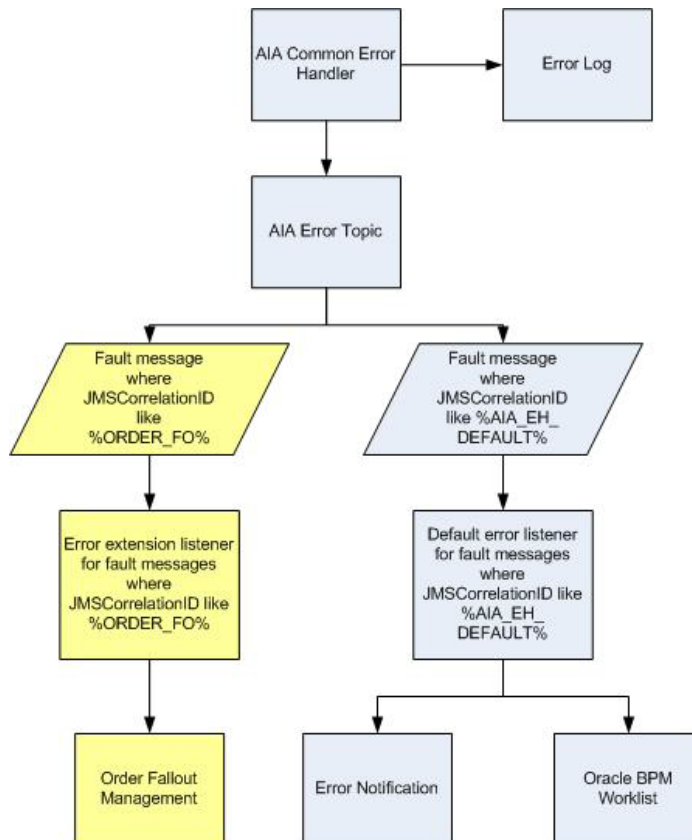 AIA Common Error
Handler
Error Log
AIA Error Topic
Fault message
where
JMSCorrelationID
like
%ORDER_FO%
Fault message
where
JMSCorrelationID
like %AIA_EH_
DEFAULT%
Error extension listener
for fault messages
where
JMSCorrelationID like
%ORDER_FO%
Default error listener
for fault messages
where
JMSCorrelationID like
%AIA_EH_
DEFAULT%
Order Fallout
Management
Error Notification
Oracle BPM
Worklist